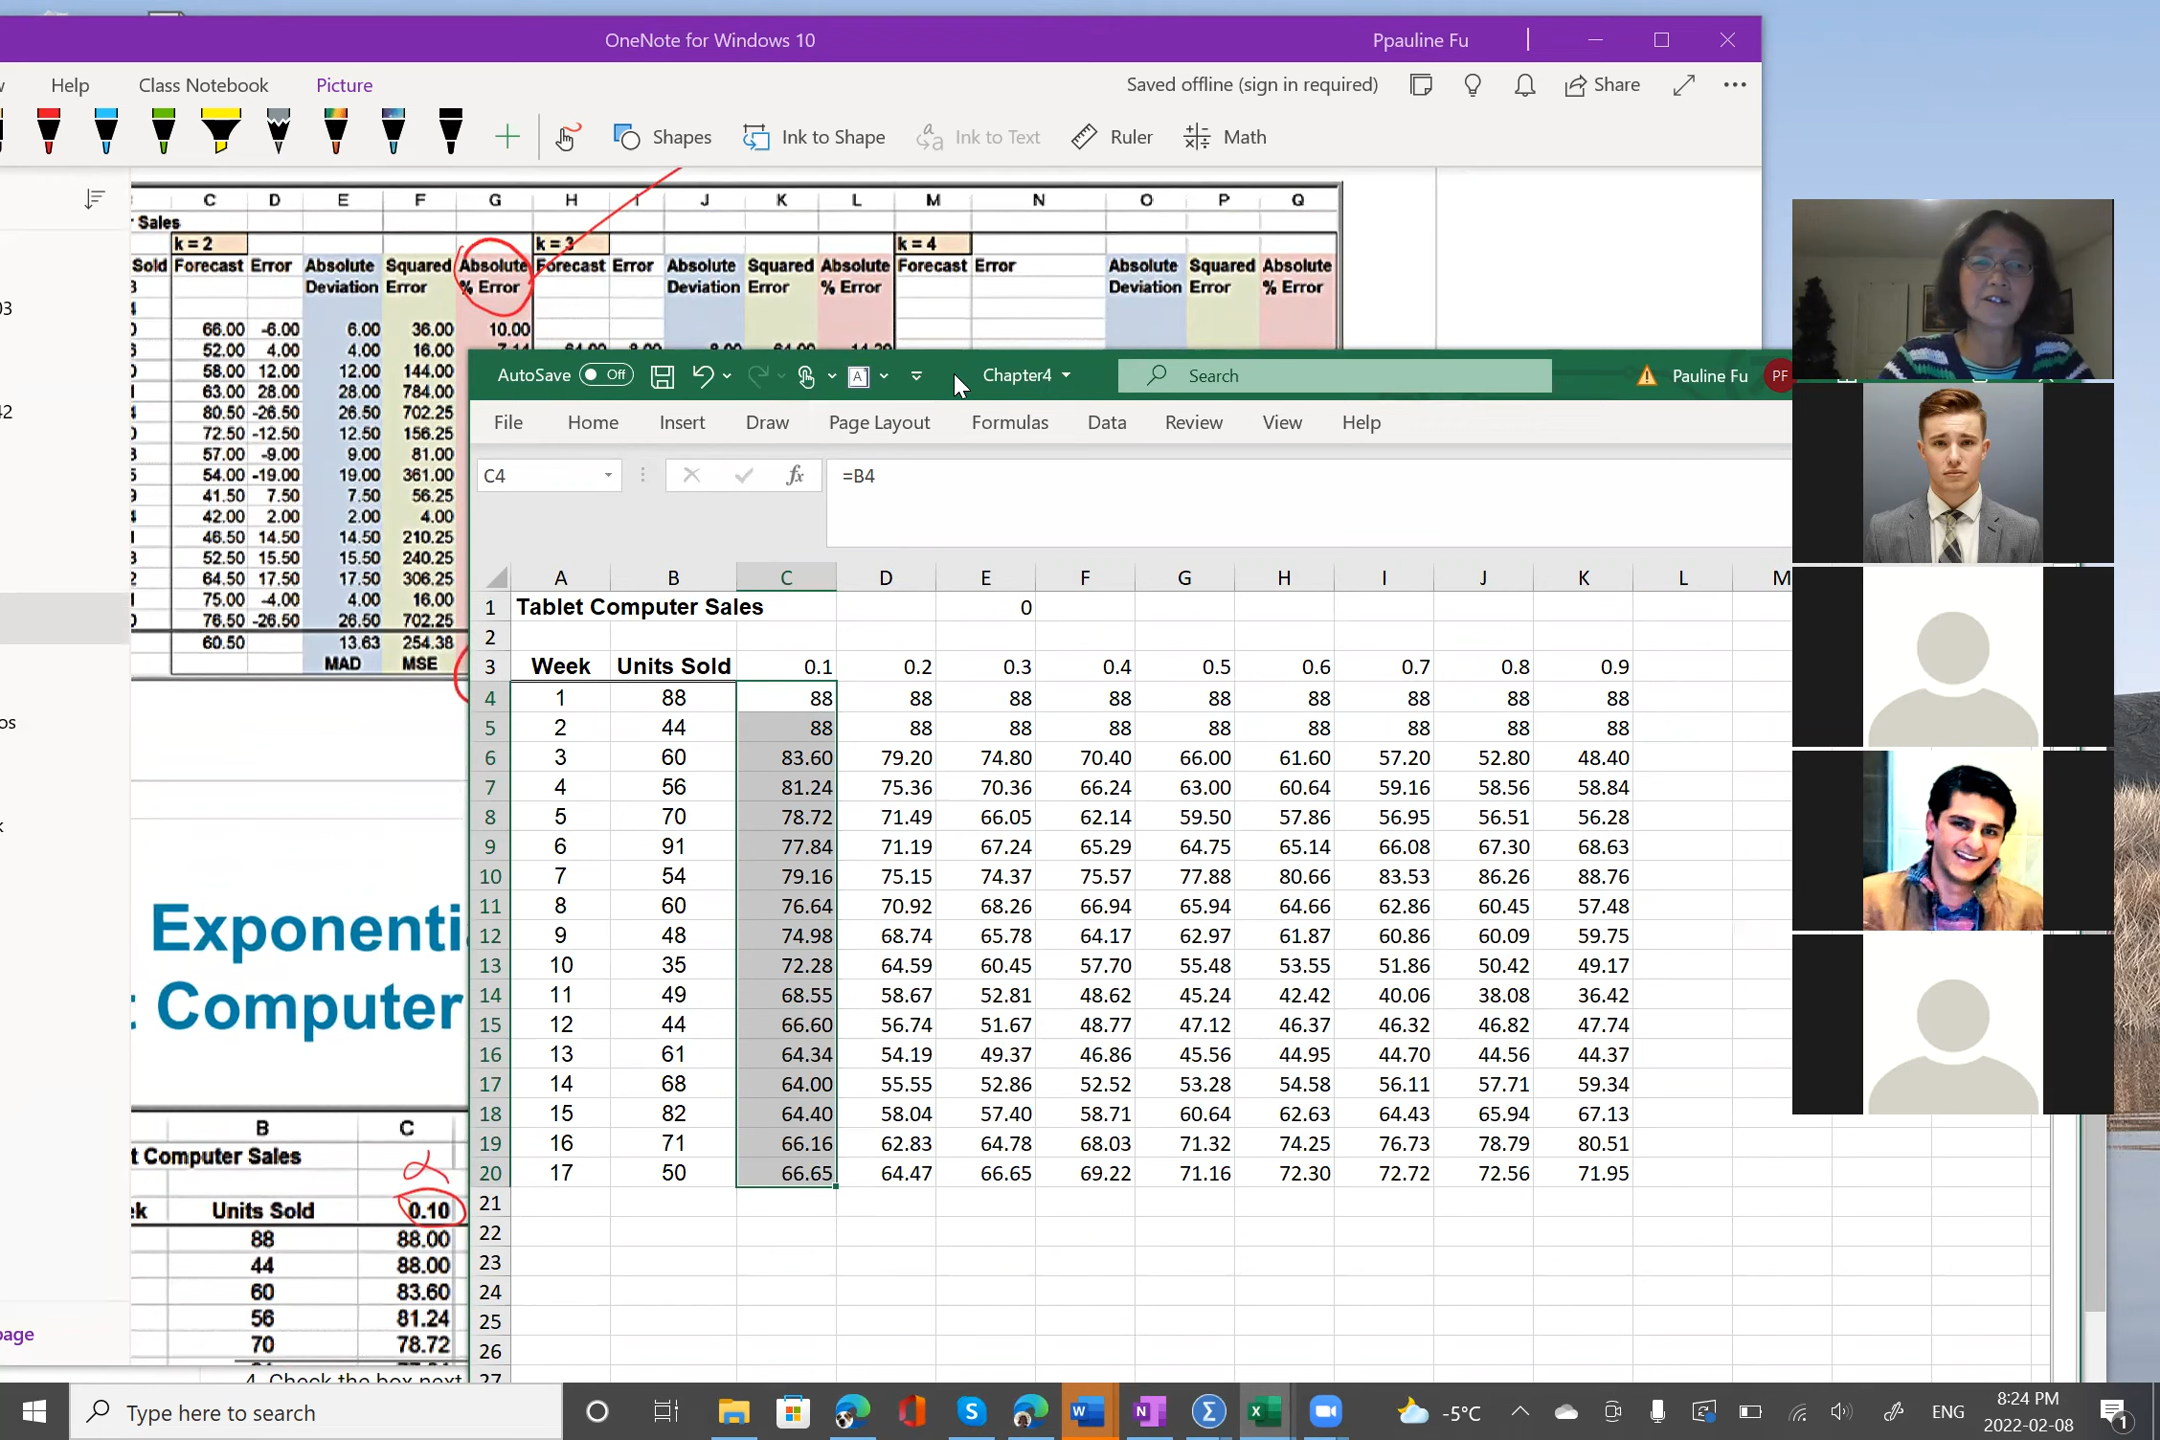 OneNote for Windows 10
Ppauline Fu
Help Class Notebook Picture
Saved offline (sign in required) Share
Shapes Ink to Shape Ink to Text Ruler Math
C D E F G H I J K L M N O P Q
Sales
k = 2 k = 3 k = 4
Sold Forecast Error Absolute Squared Absolute Forecast Error Absolute Squared Absolute Forecast Error Absolute Squared Absolute
Deviation Error % Error Deviation Error % Error Deviation Error % Error
66.00 -6.00 6.00 36.00 10.00
52.00 4.00 4.00 16.00
58.00 12.00 12.00 144.00
63.00 28.00 28.00 784.00
80.50 -26.50 26.50 702.25
72.50 -12.50 12.50 156.25
57.00 -9.00 9.00 81.00
54.00 -19.00 19.00 361.00
41.50 7.50 7.50 56.25
42.00 2.00 2.00 4.00
46.50 14.50 14.50 210.25
52.50 15.50 15.50 240.25
64.50 17.50 17.50 306.25
75.00 -4.00 4.00 16.00
76.50 -26.50 26.50 702.25
60.50 13.63 254.38
MAD MSE
AutoSave Off Chapter4 Search Pauline Fu PF
File Home Insert Draw Page Layout Formulas Data Review View Help
C4 fx =B4
A B C D E F G H I J K L M
1 Tablet Computer Sales 0
2
3 Week Units Sold 0.1 0.2 0.3 0.4 0.5 0.6 0.7 0.8 0.9
4 1 88 88 88 88 88 88 88 88 88 88
5 2 44 88 88 88 88 88 88 88 88 88
6 3 60 83.60 79.20 74.80 70.40 66.00 61.60 57.20 52.80 48.40
7 4 56 81.24 75.36 70.36 66.24 63.00 60.64 59.16 58.56 58.84
8 5 70 78.72 71.49 66.05 62.14 59.50 57.86 56.95 56.51 56.28
9 6 91 77.84 71.19 67.24 65.29 64.75 65.14 66.08 67.30 68.63
10 7 54 79.16 75.15 74.37 75.57 77.88 80.66 83.53 86.26 88.76
11 8 60 76.64 70.92 68.26 66.94 65.94 64.66 62.86 60.45 57.48
12 9 48 74.98 68.74 65.78 64.17 62.97 61.87 60.86 60.09 59.75
13 10 35 72.28 64.59 60.45 57.70 55.48 53.55 51.86 50.42 49.17
14 11 49 68.55 58.67 52.81 48.62 45.24 42.42 40.06 38.08 36.42
15 12 44 66.60 56.74 51.67 48.77 47.12 46.37 46.32 46.82 47.74
16 13 61 64.34 54.19 49.37 46.86 45.56 44.95 44.70 44.56 44.37
17 14 68 64.00 55.55 52.86 52.52 53.28 54.58 56.11 57.71 59.34
18 15 82 64.40 58.04 57.40 58.71 60.64 62.63 64.43 65.94 67.13
19 16 71 66.16 62.83 64.78 68.03 71.32 74.25 76.73 78.79 80.51
20 17 50 66.65 64.47 66.65 69.22 71.16 72.30 72.72 72.56 71.95
21
22
23
24
25
26
27
Exponenti
t Computer
B C
t Computer Sales α
ek Units Sold 0.10
88 88.00
44 88.00
60 83.60
56 81.24
70 78.72
4. Check the box next
03
42
os
k
page
Type here to search
-5°C ENG 8:24 PM
2022-02-08 1